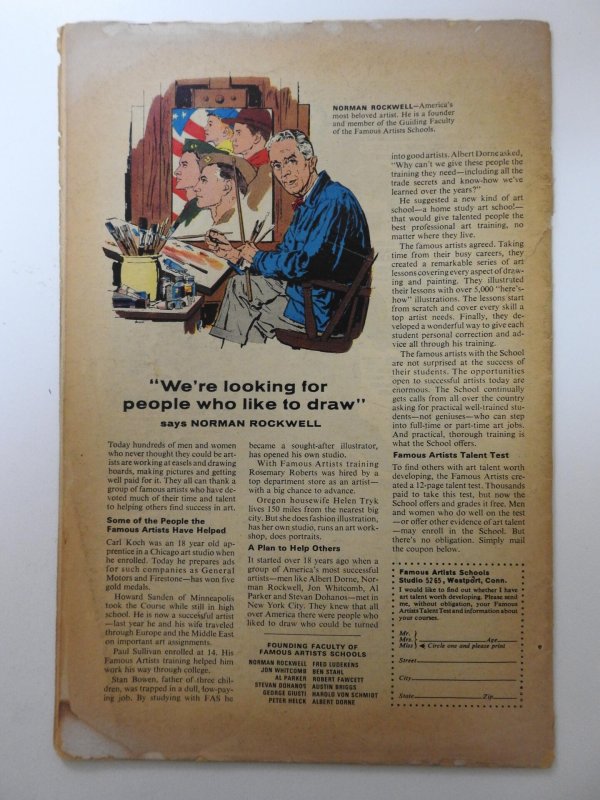 NORMAN ROCKWELL—America's
most beloved artist. He is a founder
and member of the Guiding Faculty
of the Famous Artists Schools.
"We're looking for
people who like to draw"
says NORMAN ROCKWELL
Today hundreds of men and women
who never thought they could be art-
ists are working at easels and drawing
boards, making pictures and getting
well paid for it. They all can thank a
group of famous artists who have de-
voted much of their time and talent
to helping others find success in art.
Some of the People the
Famous Artists Have Helped
Carl Koch was an 18 year old ap-
prentice in a Chicago art studio when
he enrolled. Today he prepares ads
for such companies as General
Motors and Firestone—has won five
gold medals.
Howard Sanden of Minneapolis
took the Course while still in high
school. He is now a successful artist
—last year he and his wife traveled
through Europe and the Middle East
on important art assignments.
Paul Sullivan enrolled at 14. His
Famous Artists training helped him
work his way through college.
Stan Bowen, father of three chil-
dren, was trapped in a dull, low-pay-
ing job. By studying with FAS he
became a sought-after illustrator,
has opened his own studio.
With Famous Artists training
Rosemary Roberts was hired by a
top department store as an artist—
with a big chance to advance.
Oregon housewife Helen Tryk
lives 150 miles from the nearest big
city. But she does fashion illustration,
has her own studio, runs an art work-
shop, does portraits.
A Plan to Help Others
It started over 18 years ago when a
group of America's most successful
artists—men like Albert Dorne, Nor-
man Rockwell, Jon Whitcomb, Al
Parker and Stevan Dohanos—met in
New York City. They knew that all
over America there were people who
liked to draw who could be turned
FOUNDING FACULTY OF
FAMOUS ARTISTS SCHOOLS
NORMAN ROCKWELL FRED LUDEKENS
JON WHITCOMB BEN STAHL
AL PARKER ROBERT FAWCETT
STEVAN DOHANOS AUSTIN BRIGGS
GEORGE GIUSTI HAROLD VON SCHMIDT
PETER HELCK ALBERT DORNE
into good artists. Albert Dorne asked,
"Why can't we give these people the
training they need—including all the
trade secrets and know-how we've
learned over the years?"
He suggested a new kind of art
school—a home study art school—
that would give talented people the
best professional art training, no
matter where they live.
The famous artists agreed. Taking
time from their busy careers, they
created a remarkable series of art
lessons covering every aspect of draw-
ing and painting. They illustrated
their lessons with over 5,000 "here's-
how" illustrations. The lessons start
from scratch and cover every skill a
top artist needs. Finally, they de-
veloped a wonderful way to give each
student personal correction and ad-
vice all through his training.
The famous artists with the School
are not surprised at the success of
their students. The opportunities
open to successful artists today are
enormous. The School continually
gets calls from all over the country
asking for practical well-trained stu-
dents—not geniuses—who can step
into full-time or part-time art jobs.
And practical, thorough training is
what the School offers.
Famous Artists Talent Test
To find others with art talent worth
developing, the Famous Artists cre-
ated a 12-page talent test. Thousands
paid to take this test, but now the
School offers and grades it free. Men
and women who do well on the test
—or offer other evidence of art talent
—may enroll in the School. But
there's no obligation. Simply mail
the coupon below.
Famous Artists Schools
Studio 5265, Westport, Conn.
I would like to find out whether I have
art talent worth developing. Please send
me, without obligation, your Famous
Artists Talent Test and information about
your courses.
Mr.
Mrs. Age
Miss Circle one and please print
Street
City
State Zip